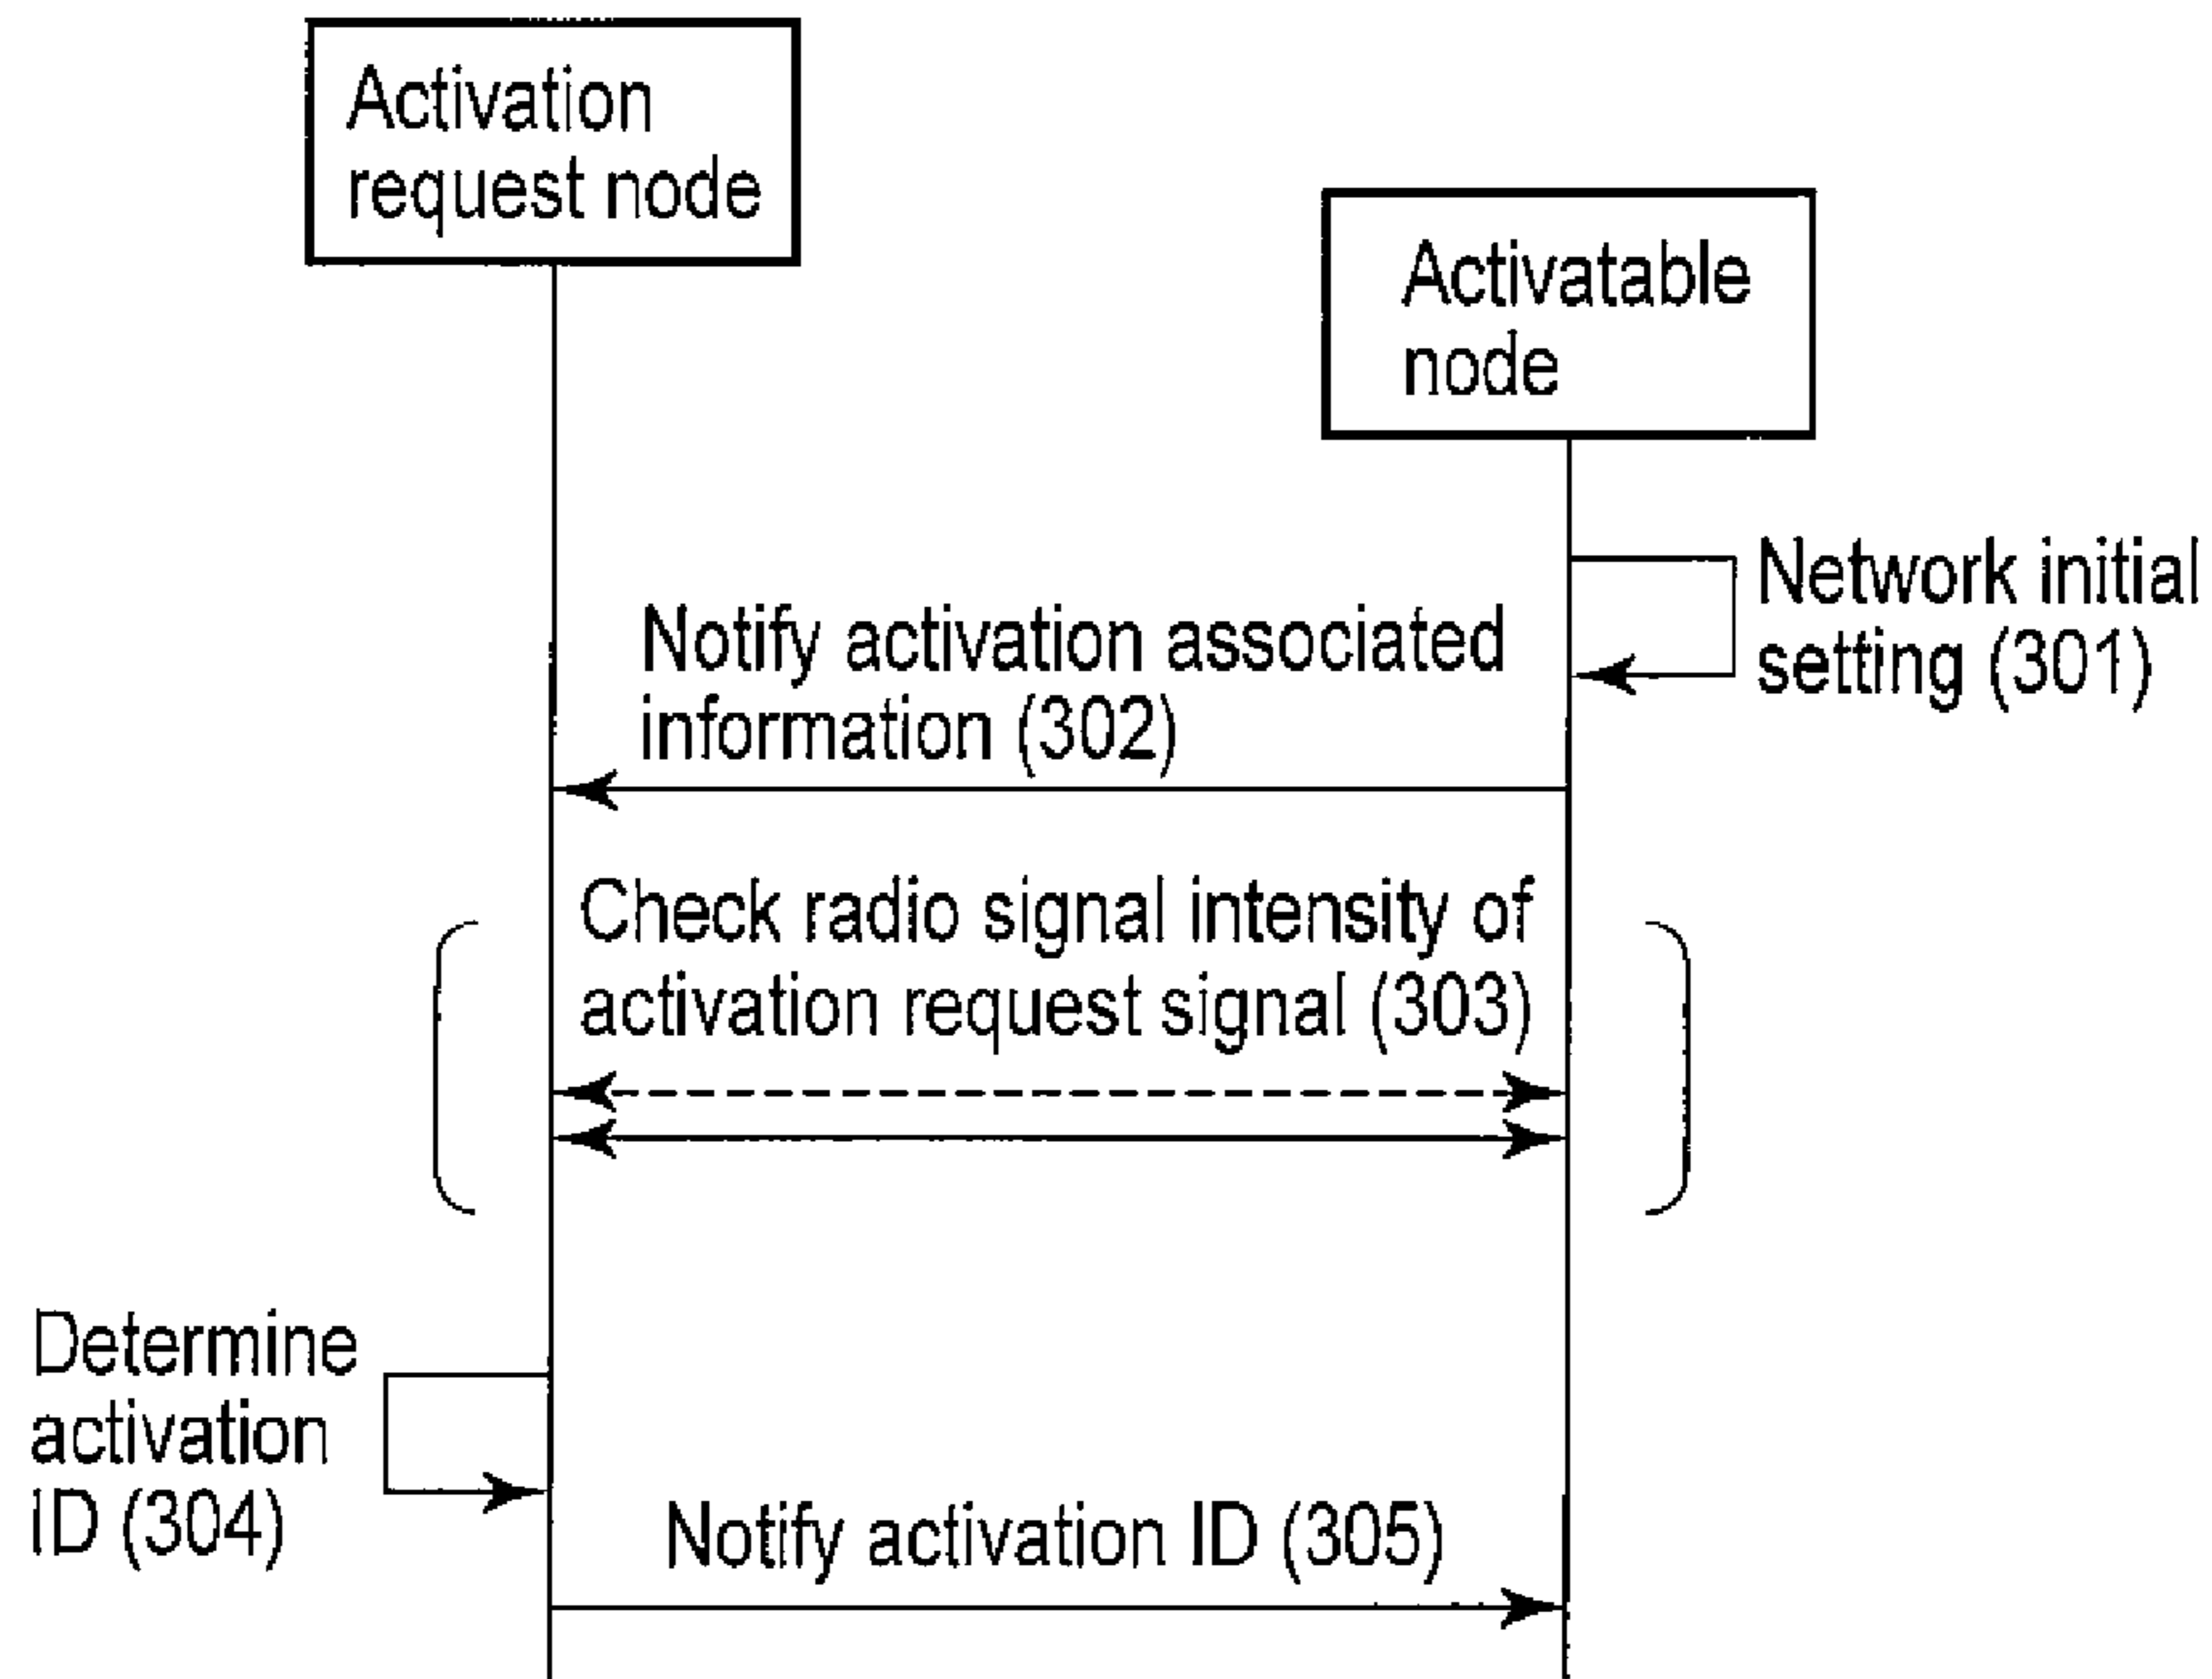 Activation
request node
Activatable
node
Network initial
setting (301)
Notify activation associated
information (302)
Check radio signal intensity of
activation request signal (303)
Determine
activation
ID (304)
Notify activation ID (305)